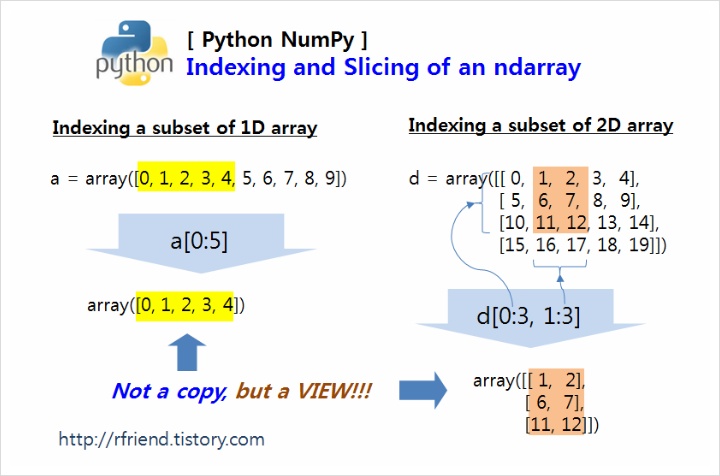 python
[ Python NumPy ]
Indexing and Slicing of an ndarray
Indexing a subset of 1D array
a = array([0, 1, 2, 3, 4, 5, 6, 7, 8, 9])
a[0:5]
array([0, 1, 2, 3, 4])
Indexing a subset of 2D array
d = array([[ 0, 1, 2, 3, 4],
[ 5, 6, 7, 8, 9],
[10, 11, 12, 13, 14],
[15, 16, 17, 18, 19]])
d[0:3, 1:3]
array([[ 1, 2],
[ 6, 7],
[11, 12]])
Not a copy, but a VIEW!!!
http://rfriend.tistory.com